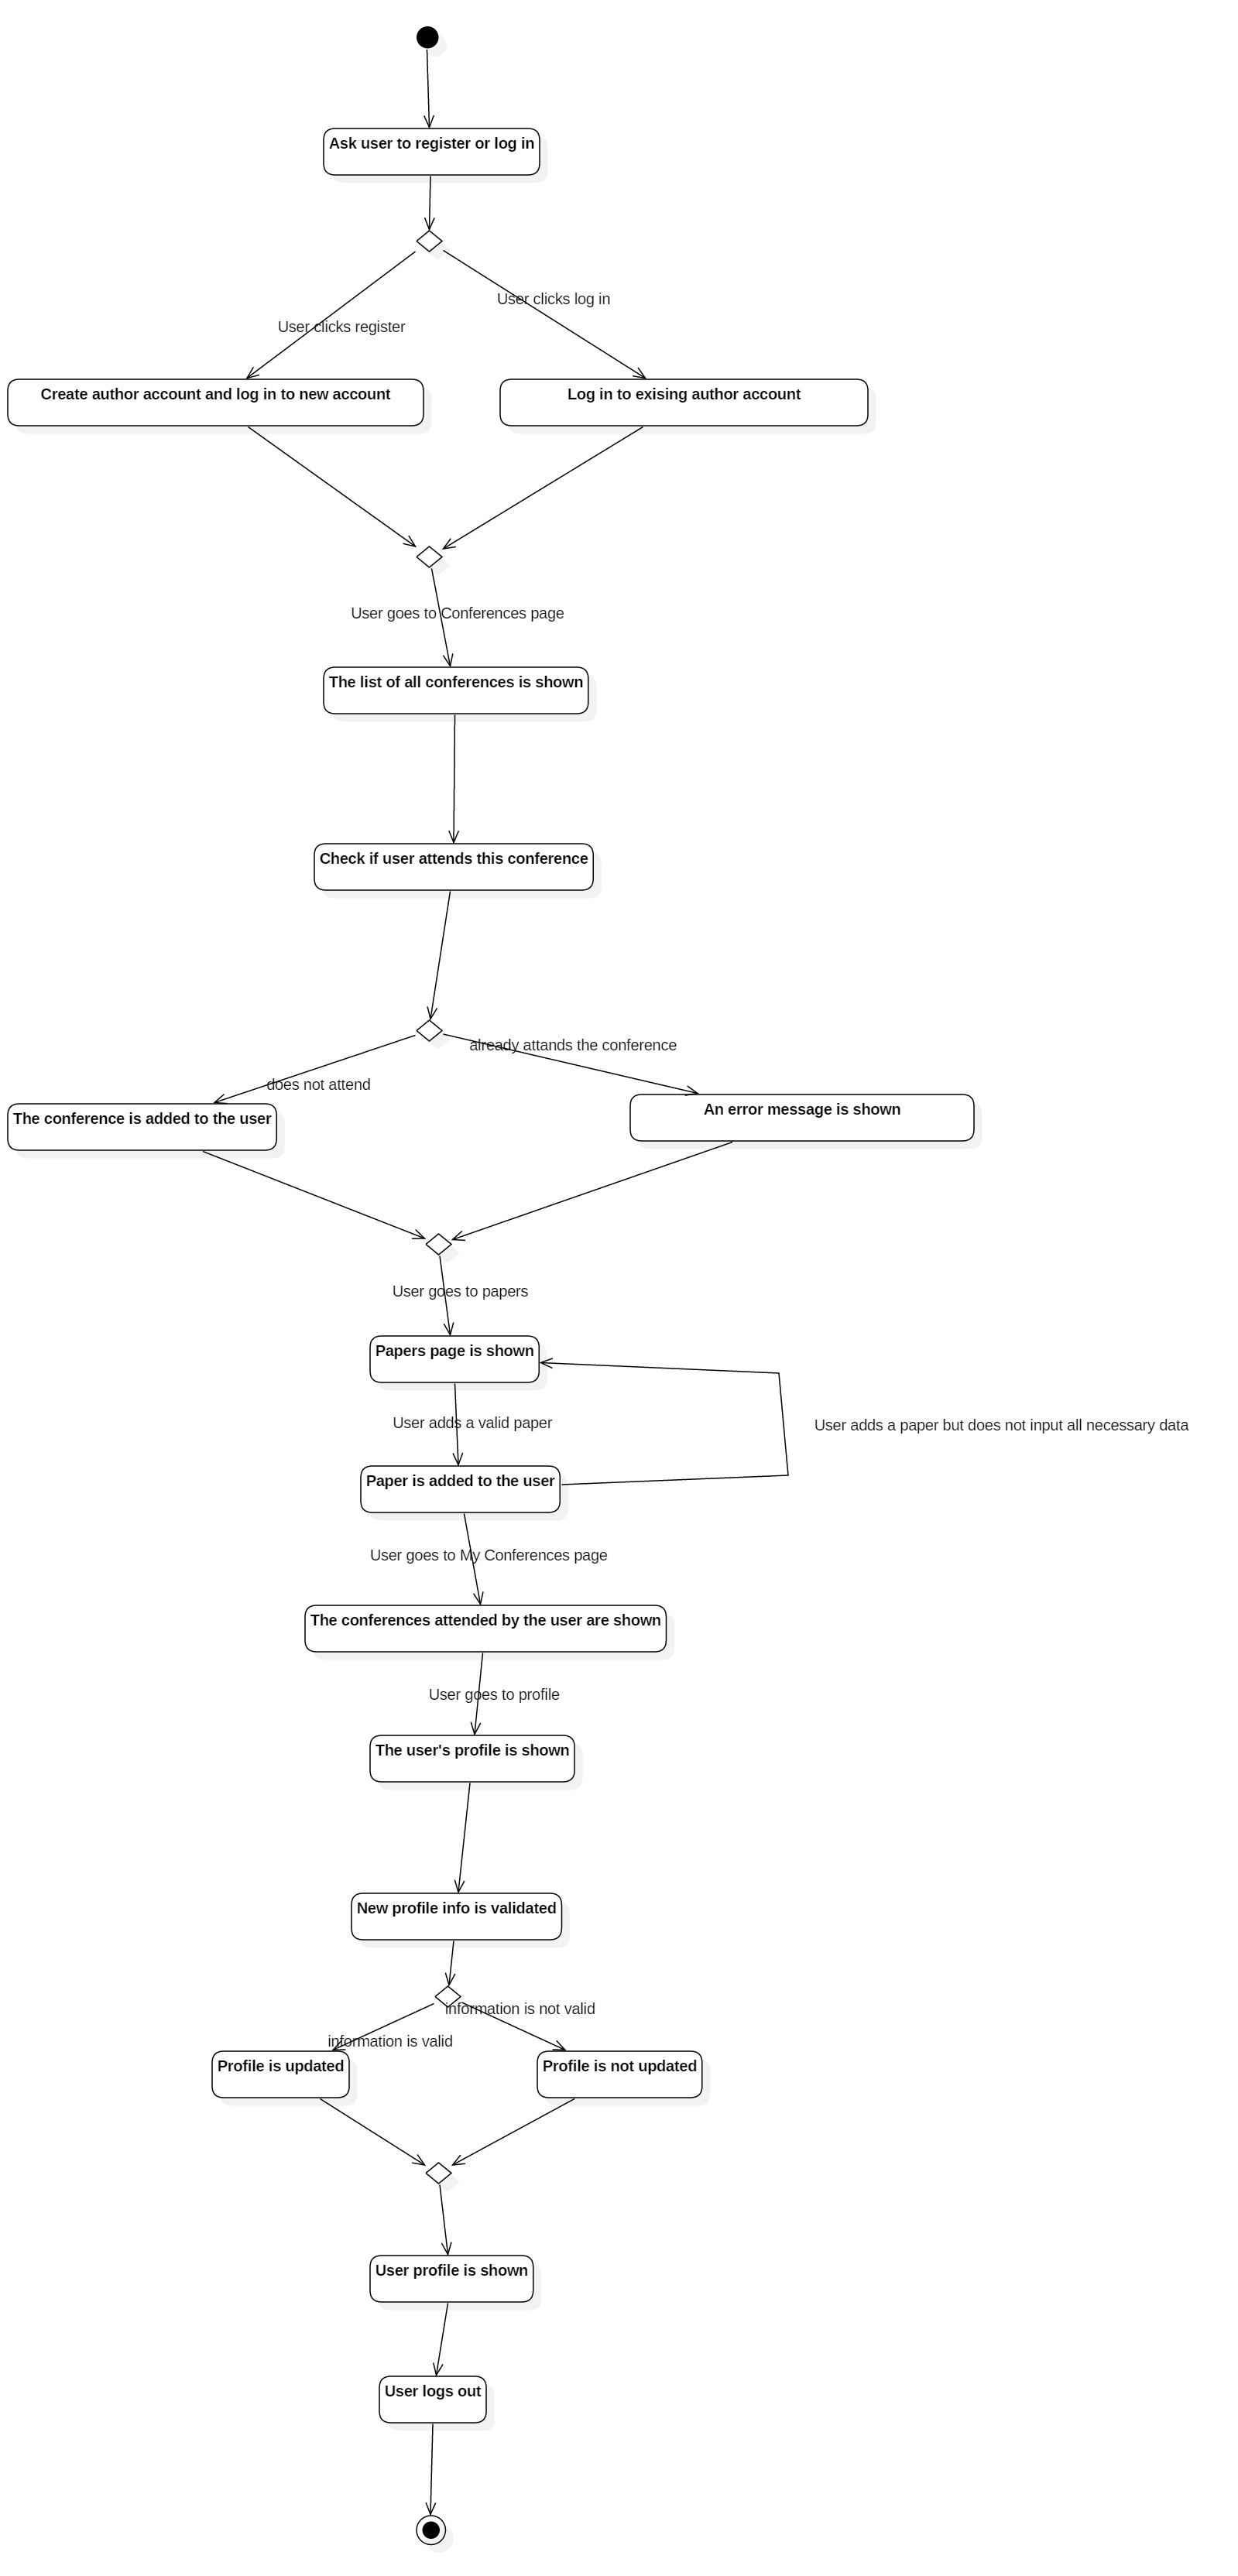 Ask user to register or log in
User clicks log in
User clicks register
Create author account and log in to new account
Log in to exising author account
User goes to Conferences page
The list of all conferences is shown
Check if user attends this conference
already attands the conference
does not attend
The conference is added to the user
An error message is shown
User goes to papers
Papers page is shown
User adds a valid paper
User adds a paper but does not input all necessary data
Paper is added to the user
User goes to My Conferences page
The conferences attended by the user are shown
User goes to profile
The user's profile is shown
New profile info is validated
information is not valid
information is valid
Profile is updated
Profile is not updated
User profile is shown
User logs out